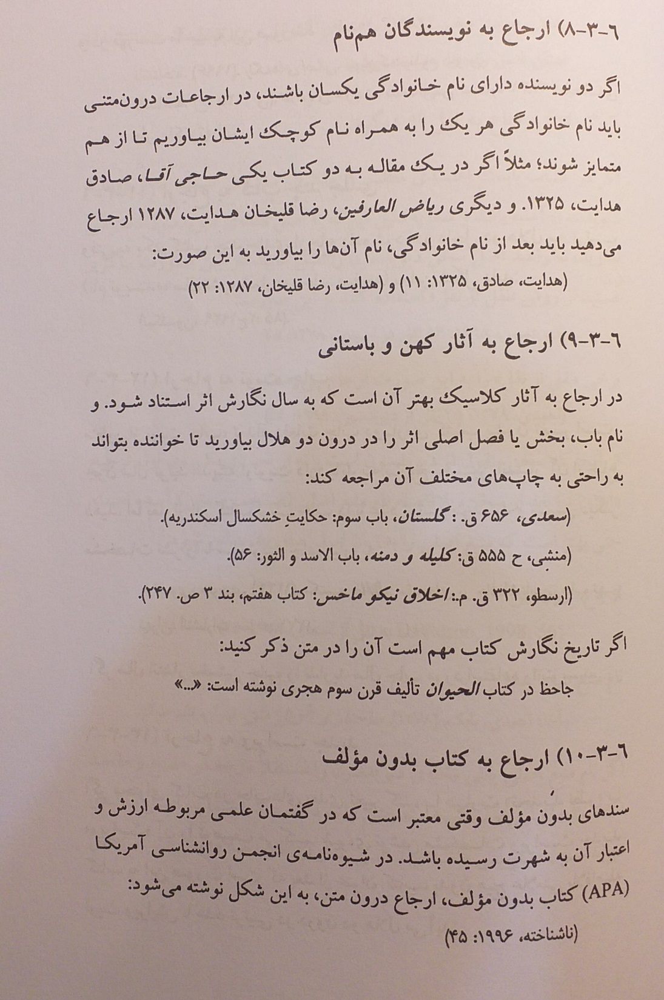 ۶-۳-۸) ارجاع به نویسندگان هم‌نام
اگر دو نویسنده دارای نام خانوادگی یکسان باشند، در ارجاعات درون‌متنی
باید نام خانوادگی هر یک را به همراه نام کوچک ایشان بیاوریم تا از هم
متمایز شوند؛ مثلاً اگر در یک مقاله به دو کتاب یکی حاجی آقا، صادق
هدایت، ۱۳۲۵. و دیگری ریاض العارفین، رضا قلیخان هدایت، ۱۲۸۷ ارجاع
می‌دهید باید بعد از نام خانوادگی، نام آن‌ها را بیاورید به این صورت:
(هدایت، صادق، ۱۳۲۵: ۱۱) و (هدایت، رضا قلیخان، ۱۲۸۷: ۲۲)
۶-۳-۹) ارجاع به آثار کهن و باستانی
در ارجاع به آثار کلاسیک بهتر آن است که به سال نگارش اثر استناد شود. و
نام باب، بخش یا فصل اصلی اثر را در درون دو هلال بیاورید تا خواننده بتواند
به راحتی به چاپ‌های مختلف آن مراجعه کند:
(سعدی، ۶۵۶ ق. : گلستان، باب سوم: حکایتِ خشکسال اسکندریه).
(منشِی، ح ۵۵۵ ق: کلیله و دمنه، باب الاسد و الثور: ۵۶).
(ارسطو، ۳۲۲ ق. م.: اخلاق نیکو ماخس: کتاب هفتم، بند ۳ ص. ۲۴۷).
اگر تاریخ نگارش کتاب مهم است آن را در متن ذکر کنید:
جاحظ در کتاب الحیوان تألیف قرن سوم هجری نوشته است: «...»
۶-۳-۱۰) ارجاع به کتاب بدون مؤلف
سندهای بدون مؤلف وقتی معتبر است که در گفتمان علمی مربوطه ارزش و
اعتبار آن به شهرت رسیده باشد. در شیوه‌نامه‌ی انجمن روانشناسی آمریکا
(APA) کتاب بدون مؤلف، ارجاع درون متن، به این شکل نوشته می‌شود:
(ناشناخته، ۱۹۹۶: ۴۵)